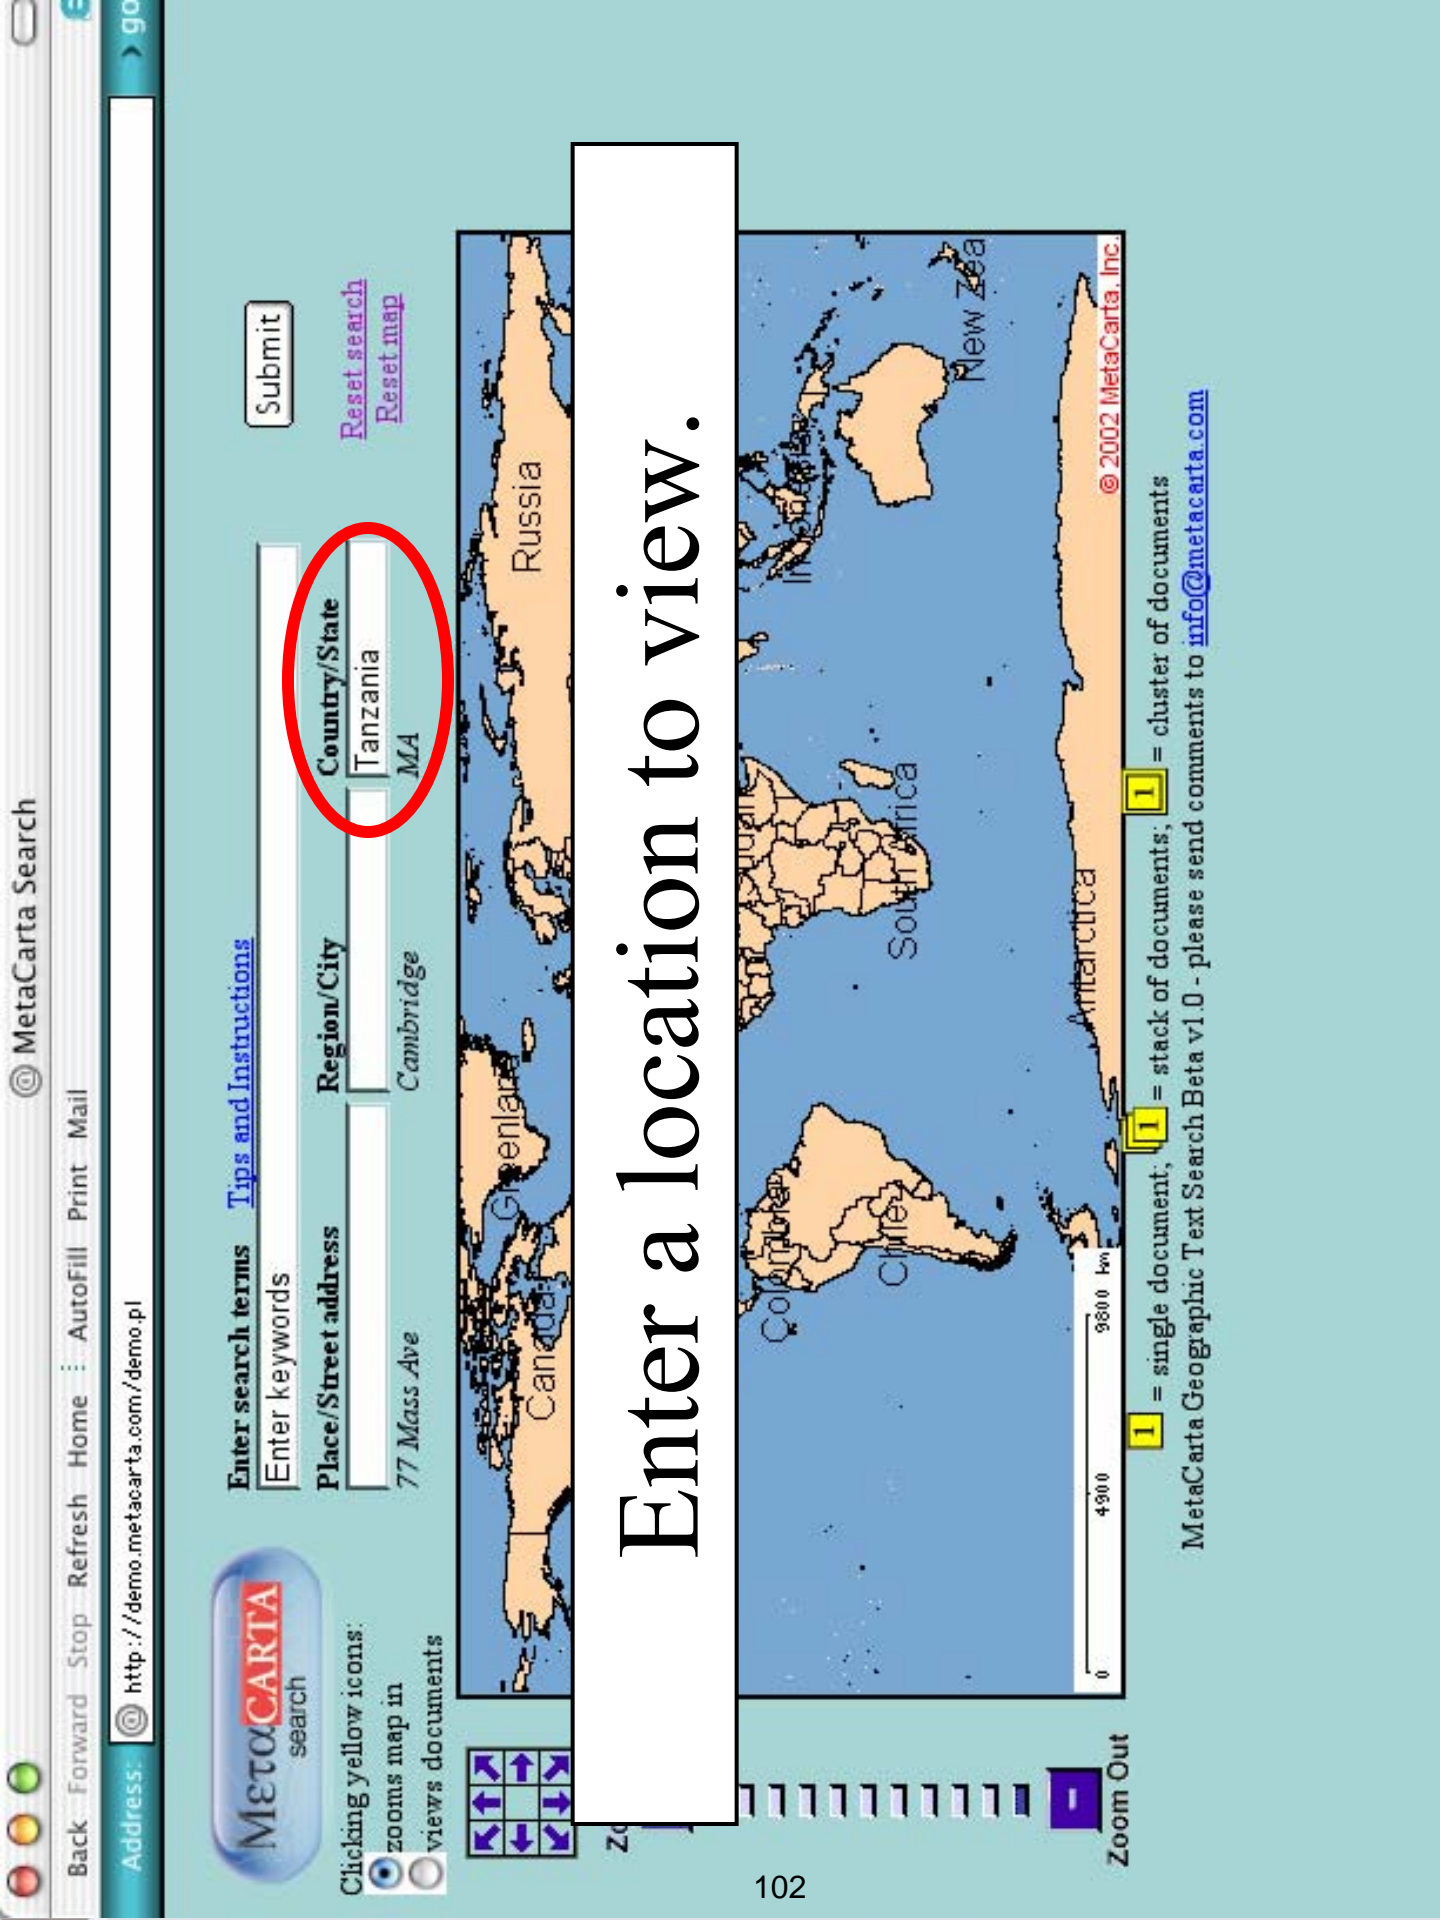 MetaCarta Search
Back Forward Stop Refresh Home AutoFill Print Mail
Address: http://demo.metacarta.com/demo.pl go
ΜεταCARTA
search
Enter search terms Tips and Instructions
Enter keywords
Submit
Place/Street address Region/City Country/State
Tanzania
77 Mass Ave Cambridge MA
Reset search
Reset map
Clicking yellow icons:
zooms map in
views documents
Greenland
Canada
Russia
Enter a location to view.
Colombia
Chile
South Africa
Indonesia
New Zea
Antarctica
0 4900 9800 km
© 2002 MetaCarta, Inc.
Zoom Out
1 = single document; 1 = stack of documents; 1 = cluster of documents
MetaCarta Geographic Text Search Beta v1.0 - please send comments to info@metacarta.com
102